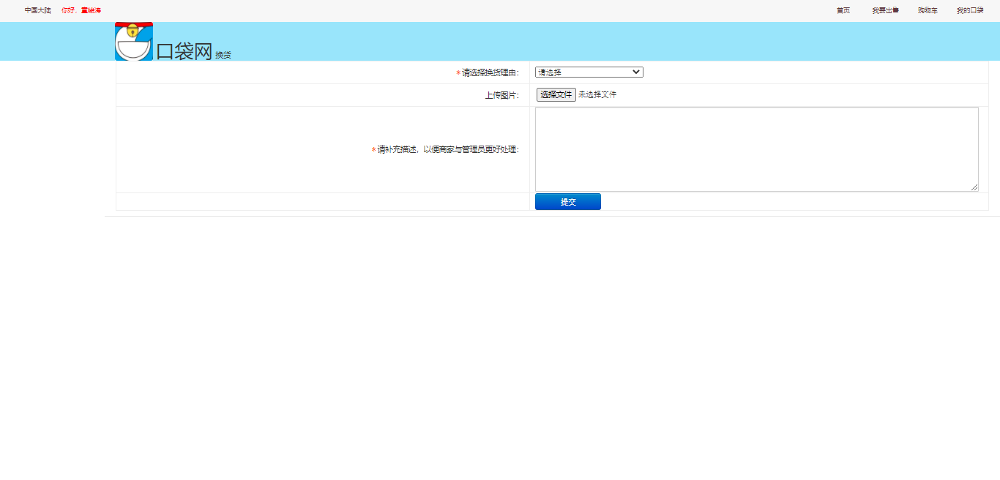 中国大陆 你好，童峻涛 首页 我要出售 购物车 我的口袋
口袋网 换货
*请选择换货理由： 请选择
上传图片： 选择文件 未选择文件
*请补充描述，以便商家与管理员更好处理：
提交